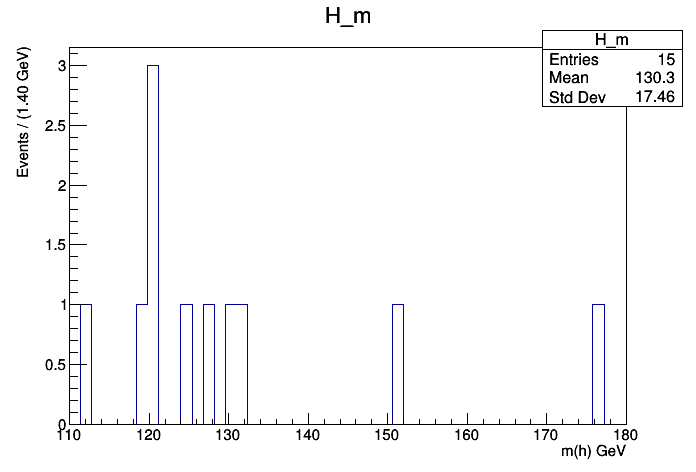 H_m
H_m
Entries 15
Mean 130.3
Std Dev 17.46
Events / (1.40 GeV)
3
2.5
2
1.5
1
0.5
0
110 120 130 140 150 160 170 180
m(h) GeV